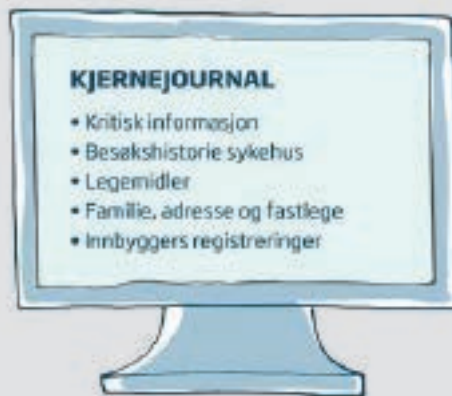 KJERNEJOURNAL
• Kritisk informasjon
• Besøkshistorie sykehus
• Legemidler
• Familie, adresse og fastlege
• Innbyggers registreringer